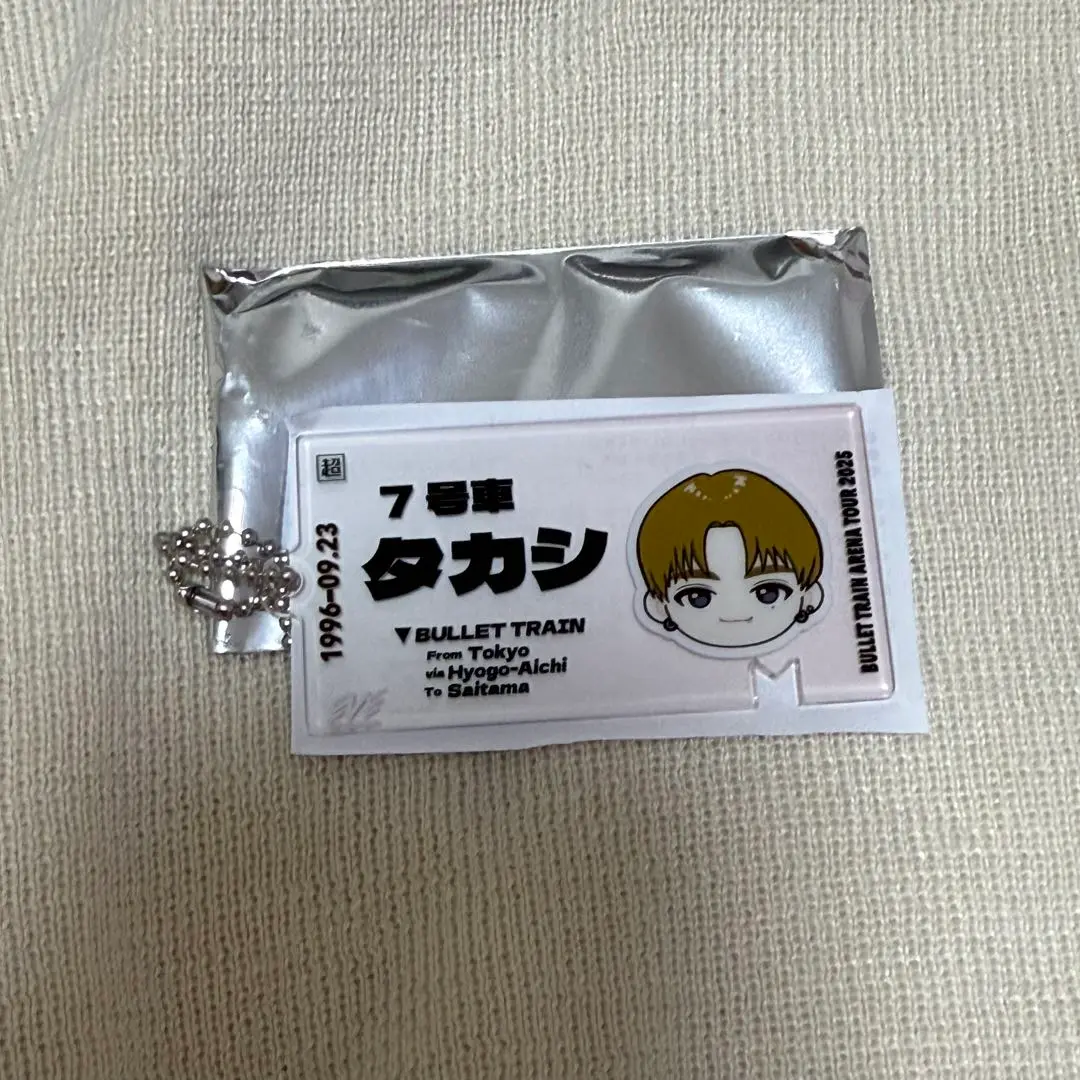 超
7 号車
タカシ
1996-09.23
▼BULLET TRAIN
From Tokyo
via Hyogo-Aichi
To Saitama
BULLET TRAIN ARENA TOUR 2025